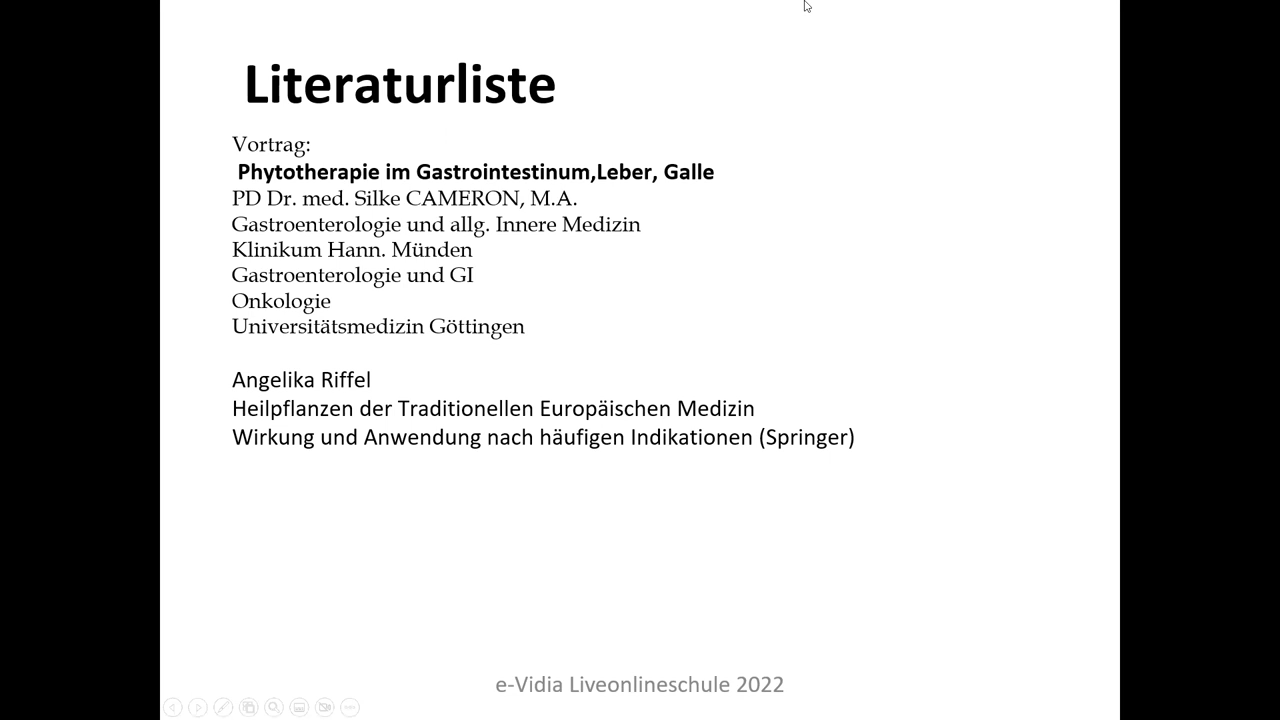 Literaturliste
Vortrag:
Phytotherapie im Gastrointestinum,Leber, Galle
PD Dr. med. Silke CAMERON, M.A.
Gastroenterologie und allg. Innere Medizin
Klinikum Hann. Münden
Gastroenterologie und GI
Onkologie
Universitätsmedizin Göttingen
Angelika Riffel
Heilpflanzen der Traditionellen Europäischen Medizin
Wirkung und Anwendung nach häufigen Indikationen (Springer)
e-Vidia Liveonlineschule 2022